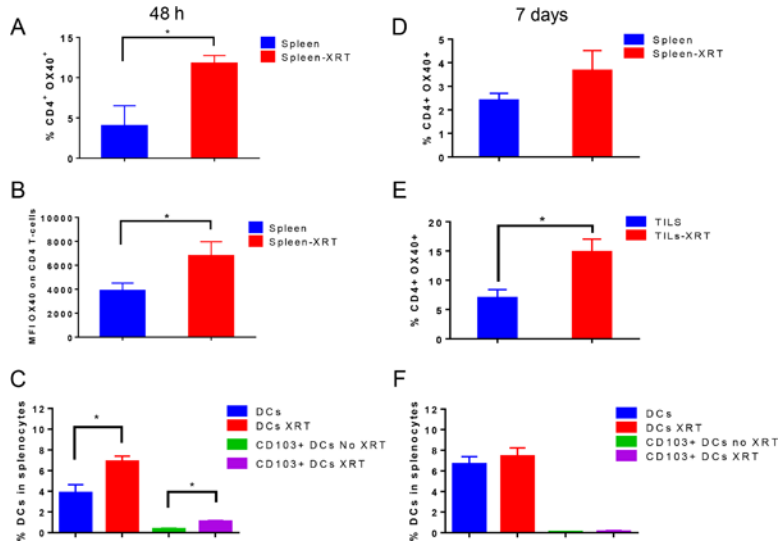 48 h
7 days
A
% CD4⁺ OX40⁺
15
10
5
0
*
Spleen
Spleen-XRT
D
% CD4+ OX40+
5
4
3
2
1
0
Spleen
Spleen-XRT
B
MFI OX40 on CD4 T-cells
10000
8000
6000
4000
2000
0
*
Spleen
Spleen-XRT
E
% CD4+ OX40+
20
15
10
5
0
*
TILS
TILs-XRT
C
% DCs in splenocytes
12
10
8
6
4
2
0
*
*
DCs
DCs XRT
CD103+ DCs No XRT
CD103+ DCs XRT
F
% DCs in splenocytes
12
10
8
6
4
2
0
DCs
DCs XRT
CD103+ DCs no XRT
CD103+ DCs XRT